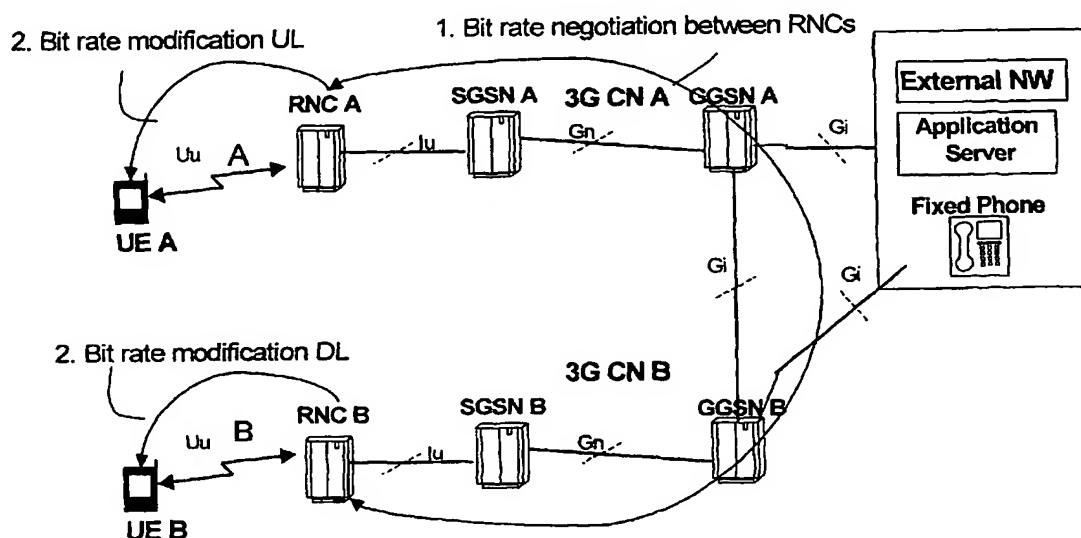 2. Bit rate modification UL
1. Bit rate negotiation between RNCs
RNC A
SGSN A
3G CN A
GGSN A
External NW
Application
Server
Fixed Phone
Uu
A
Iu
Gn
Gi
UE A
Gi
Gi
2. Bit rate modification DL
3G CN B
RNC B
SGSN B
GGSN B
Uu
B
Iu
Gn
UE B